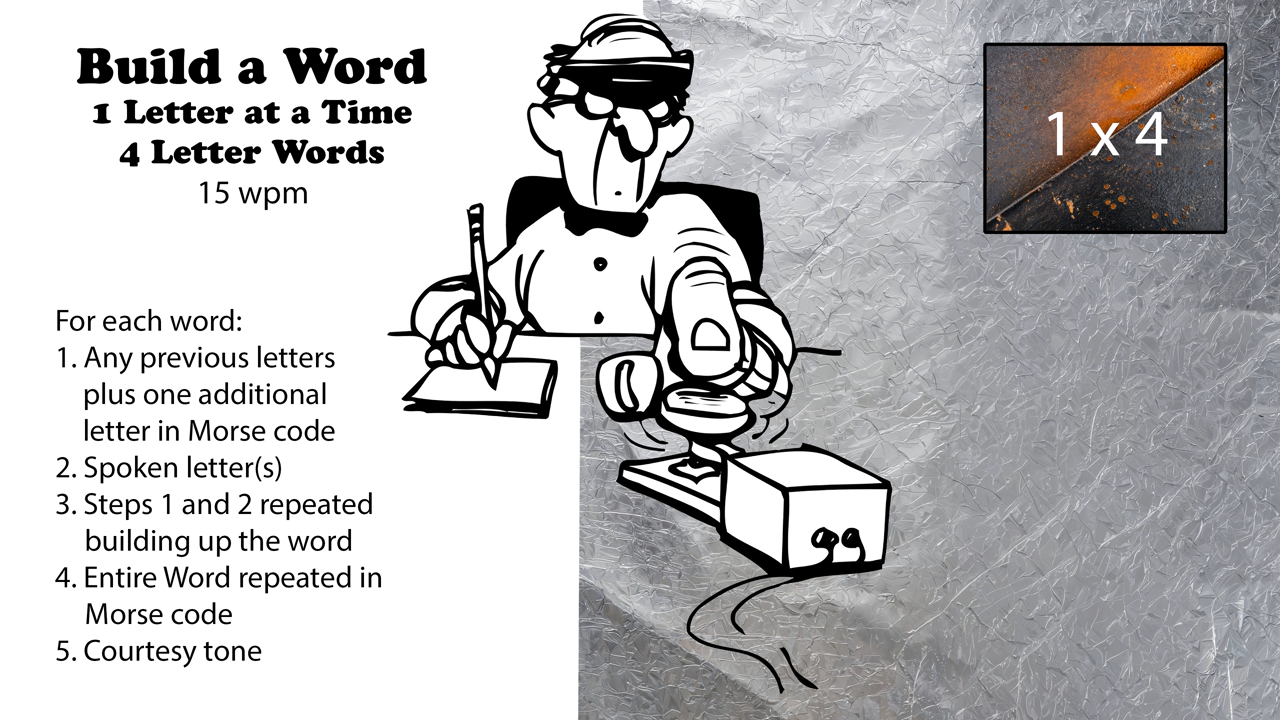 Build a Word
1 Letter at a Time
4 Letter Words
15 wpm
1 x 4
For each word:
1. Any previous letters
plus one additional
letter in Morse code
2. Spoken letter(s)
3. Steps 1 and 2 repeated
building up the word
4. Entire Word repeated in
Morse code
5. Courtesy tone